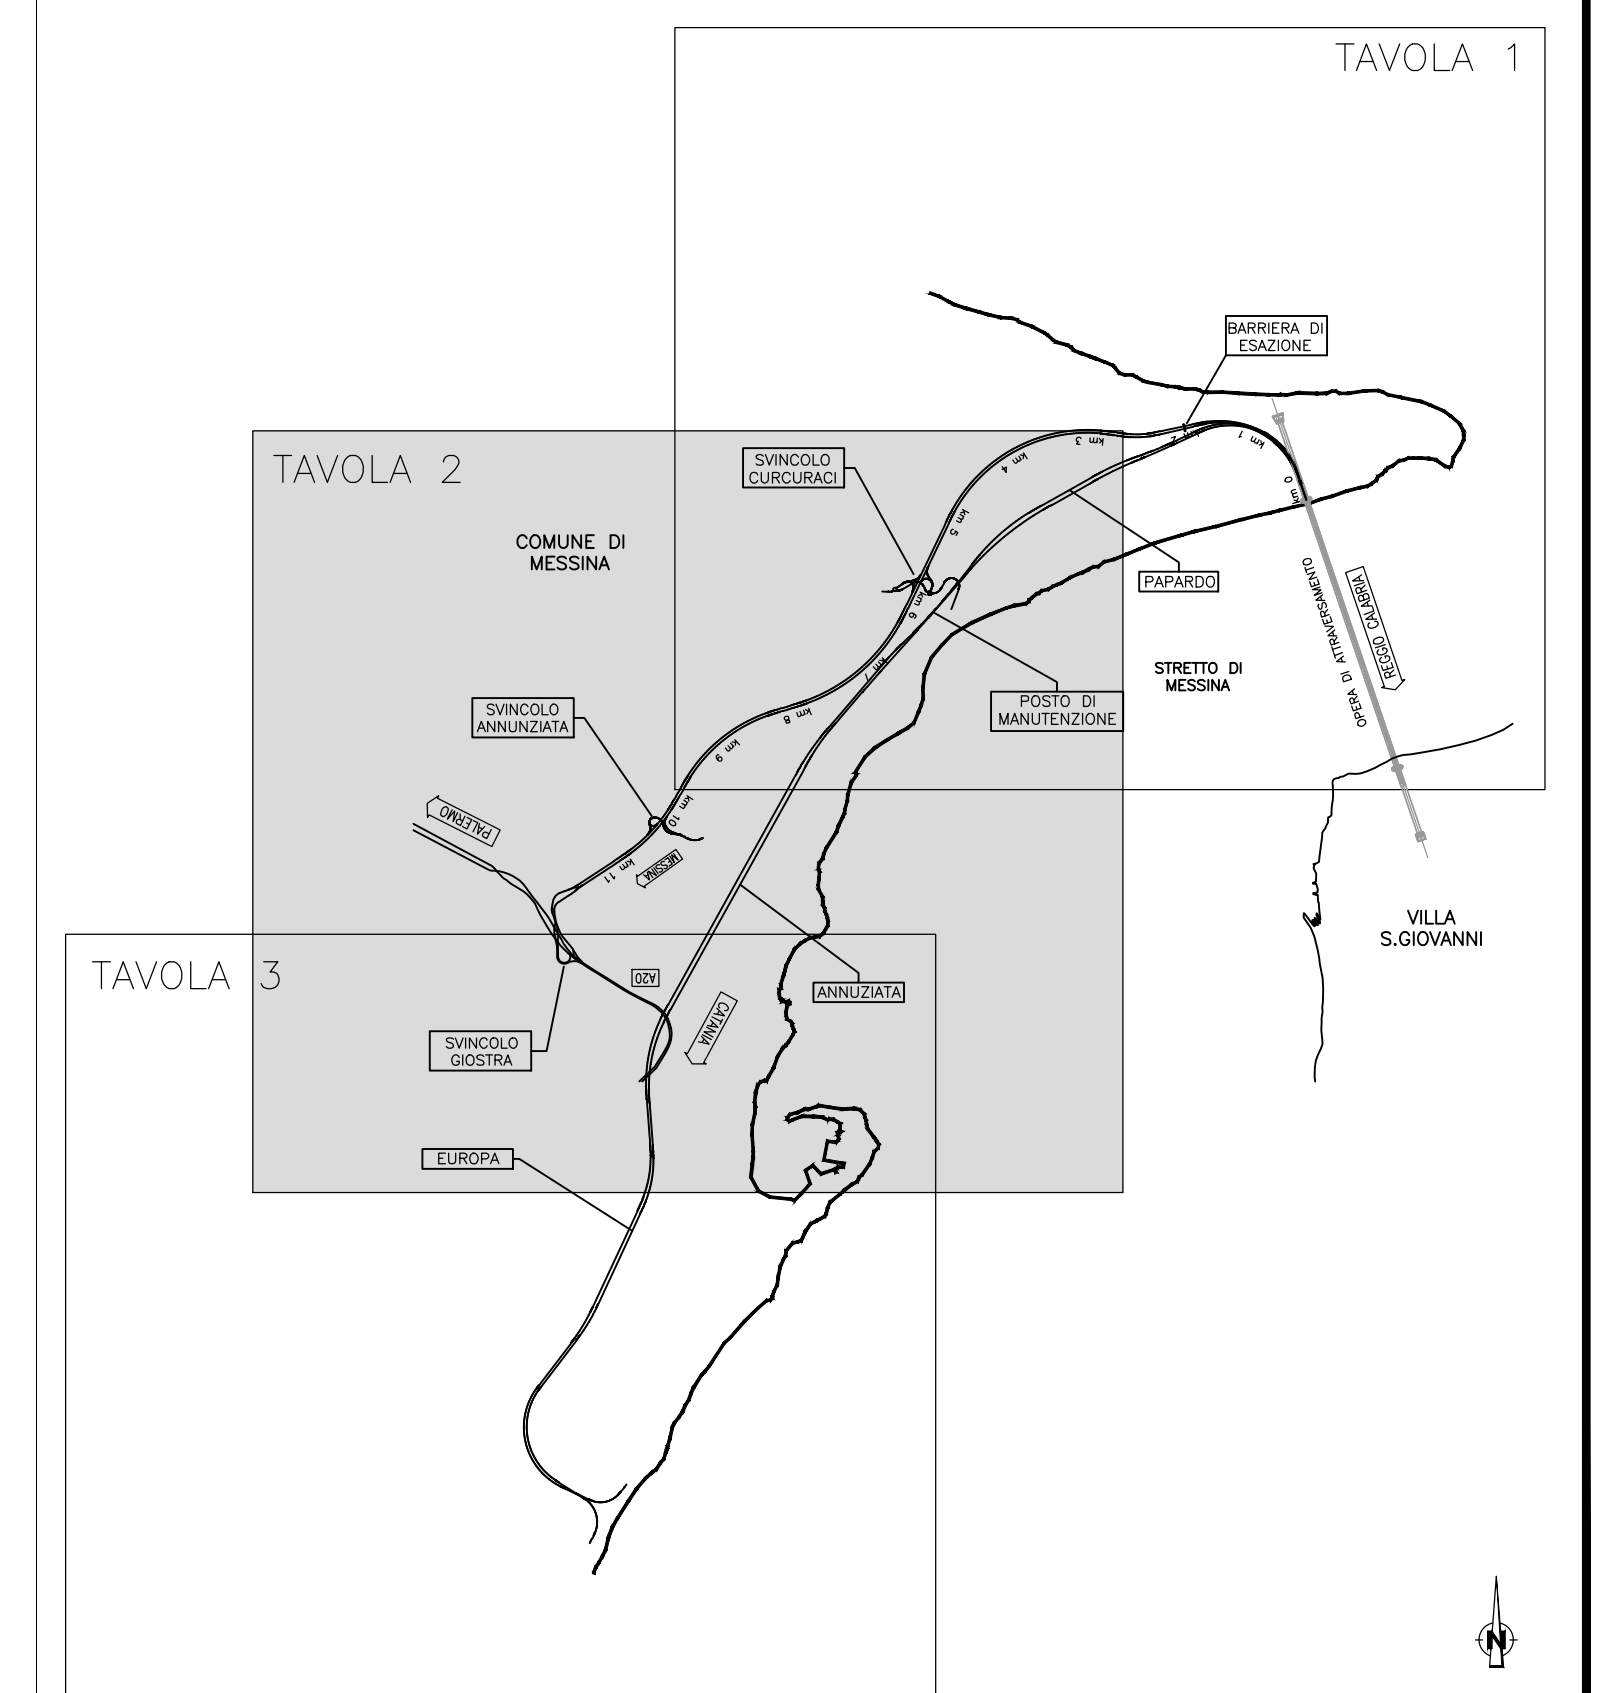 TAVOLA 1
BARRIERA DI
ESAZIONE
TAVOLA 2
SVINCOLO
CURCURACI
COMUNE DI
MESSINA
km 0
km 1
km 2
km 3
km 4
km 5
km 6
km 7
km 8
km 9
km 10
km 11
PAPARDO
OPERA DI ATTRAVERSAMENTO
REGGIO CALABRIA
STRETTO DI
MESSINA
POSTO DI
MANUTENZIONE
SVINCOLO
ANNUNZIATA
PALERMO
MESSINA
VILLA
S.GIOVANNI
TAVOLA 3
A20
ANNUZIATA
CATANIA
SVINCOLO
GIOSTRA
EUROPA
N